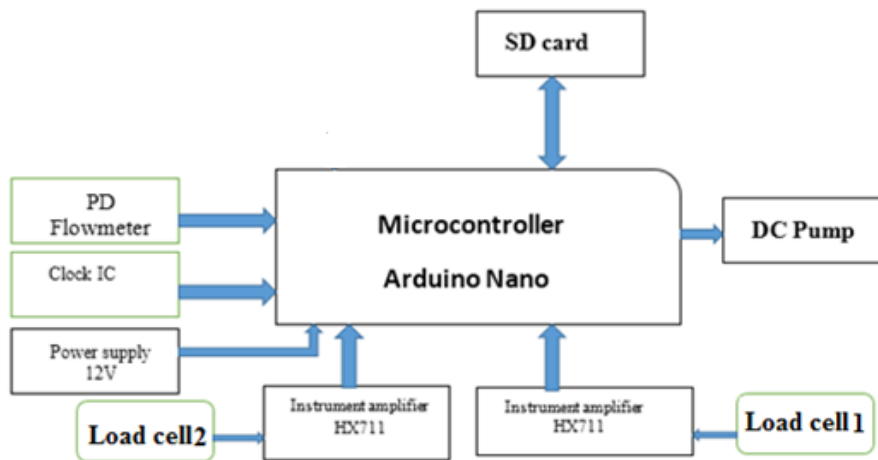 SD card
PD
Flowmeter
Microcontroller
Arduino Nano
DC Pump
Clock IC
Power supply
12V
Instrument amplifier
HX711
Instrument amplifier
HX711
Load cell2
Load cell1